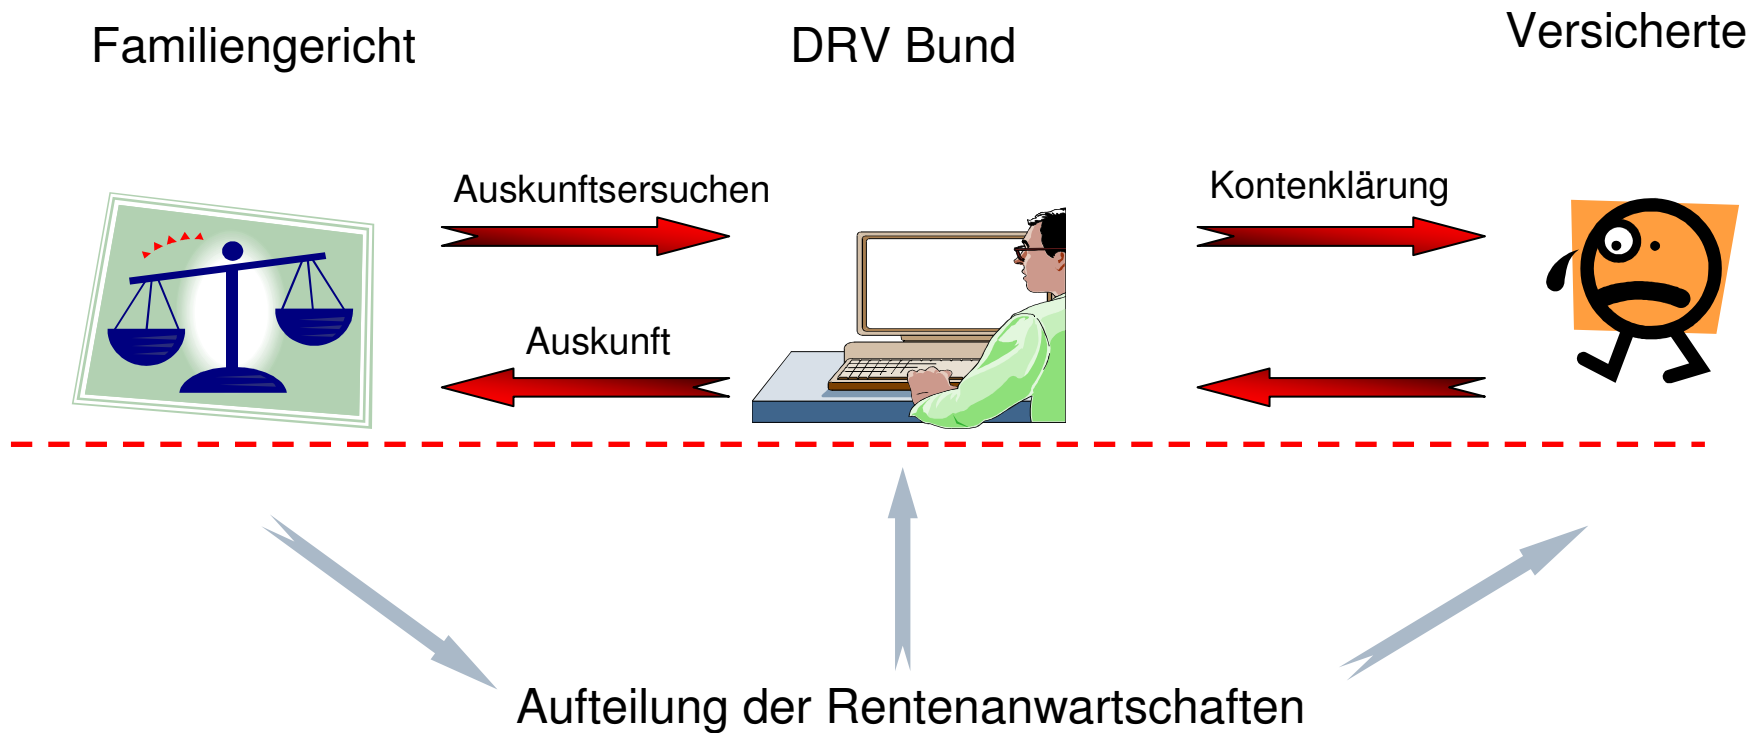 Familiengericht
DRV Bund
Versicherte
Auskunftsersuchen
Kontenklärung
Auskunft
Aufteilung der Rentenanwartschaften